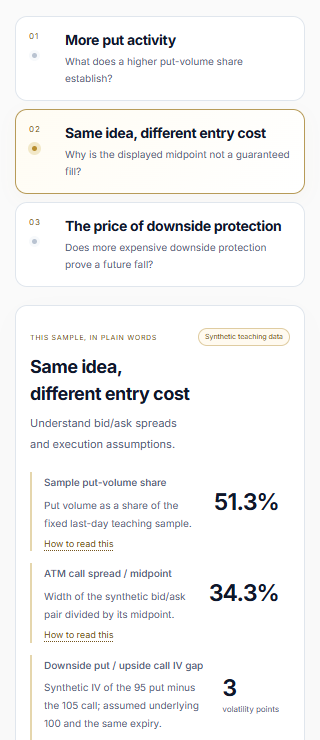 01
More put activity
What does a higher put-volume share
establish?
02
Same idea, different entry cost
Why is the displayed midpoint not a guaranteed
fill?
03
The price of downside protection
Does more expensive downside protection
prove a future fall?
THIS SAMPLE, IN PLAIN WORDS
Synthetic teaching data
Same idea,
different entry cost
Understand bid/ask spreads
and execution assumptions.
Sample put-volume share
Put volume as a share of the
fixed last-day teaching sample.
How to read this
51.3%
ATM call spread / midpoint
Width of the synthetic bid/ask
pair divided by its midpoint.
How to read this
34.3%
Downside put / upside call IV gap
Synthetic IV of the 95 put minus
the 105 call; assumed underlying
100 and the same expiry.
3
volatility points